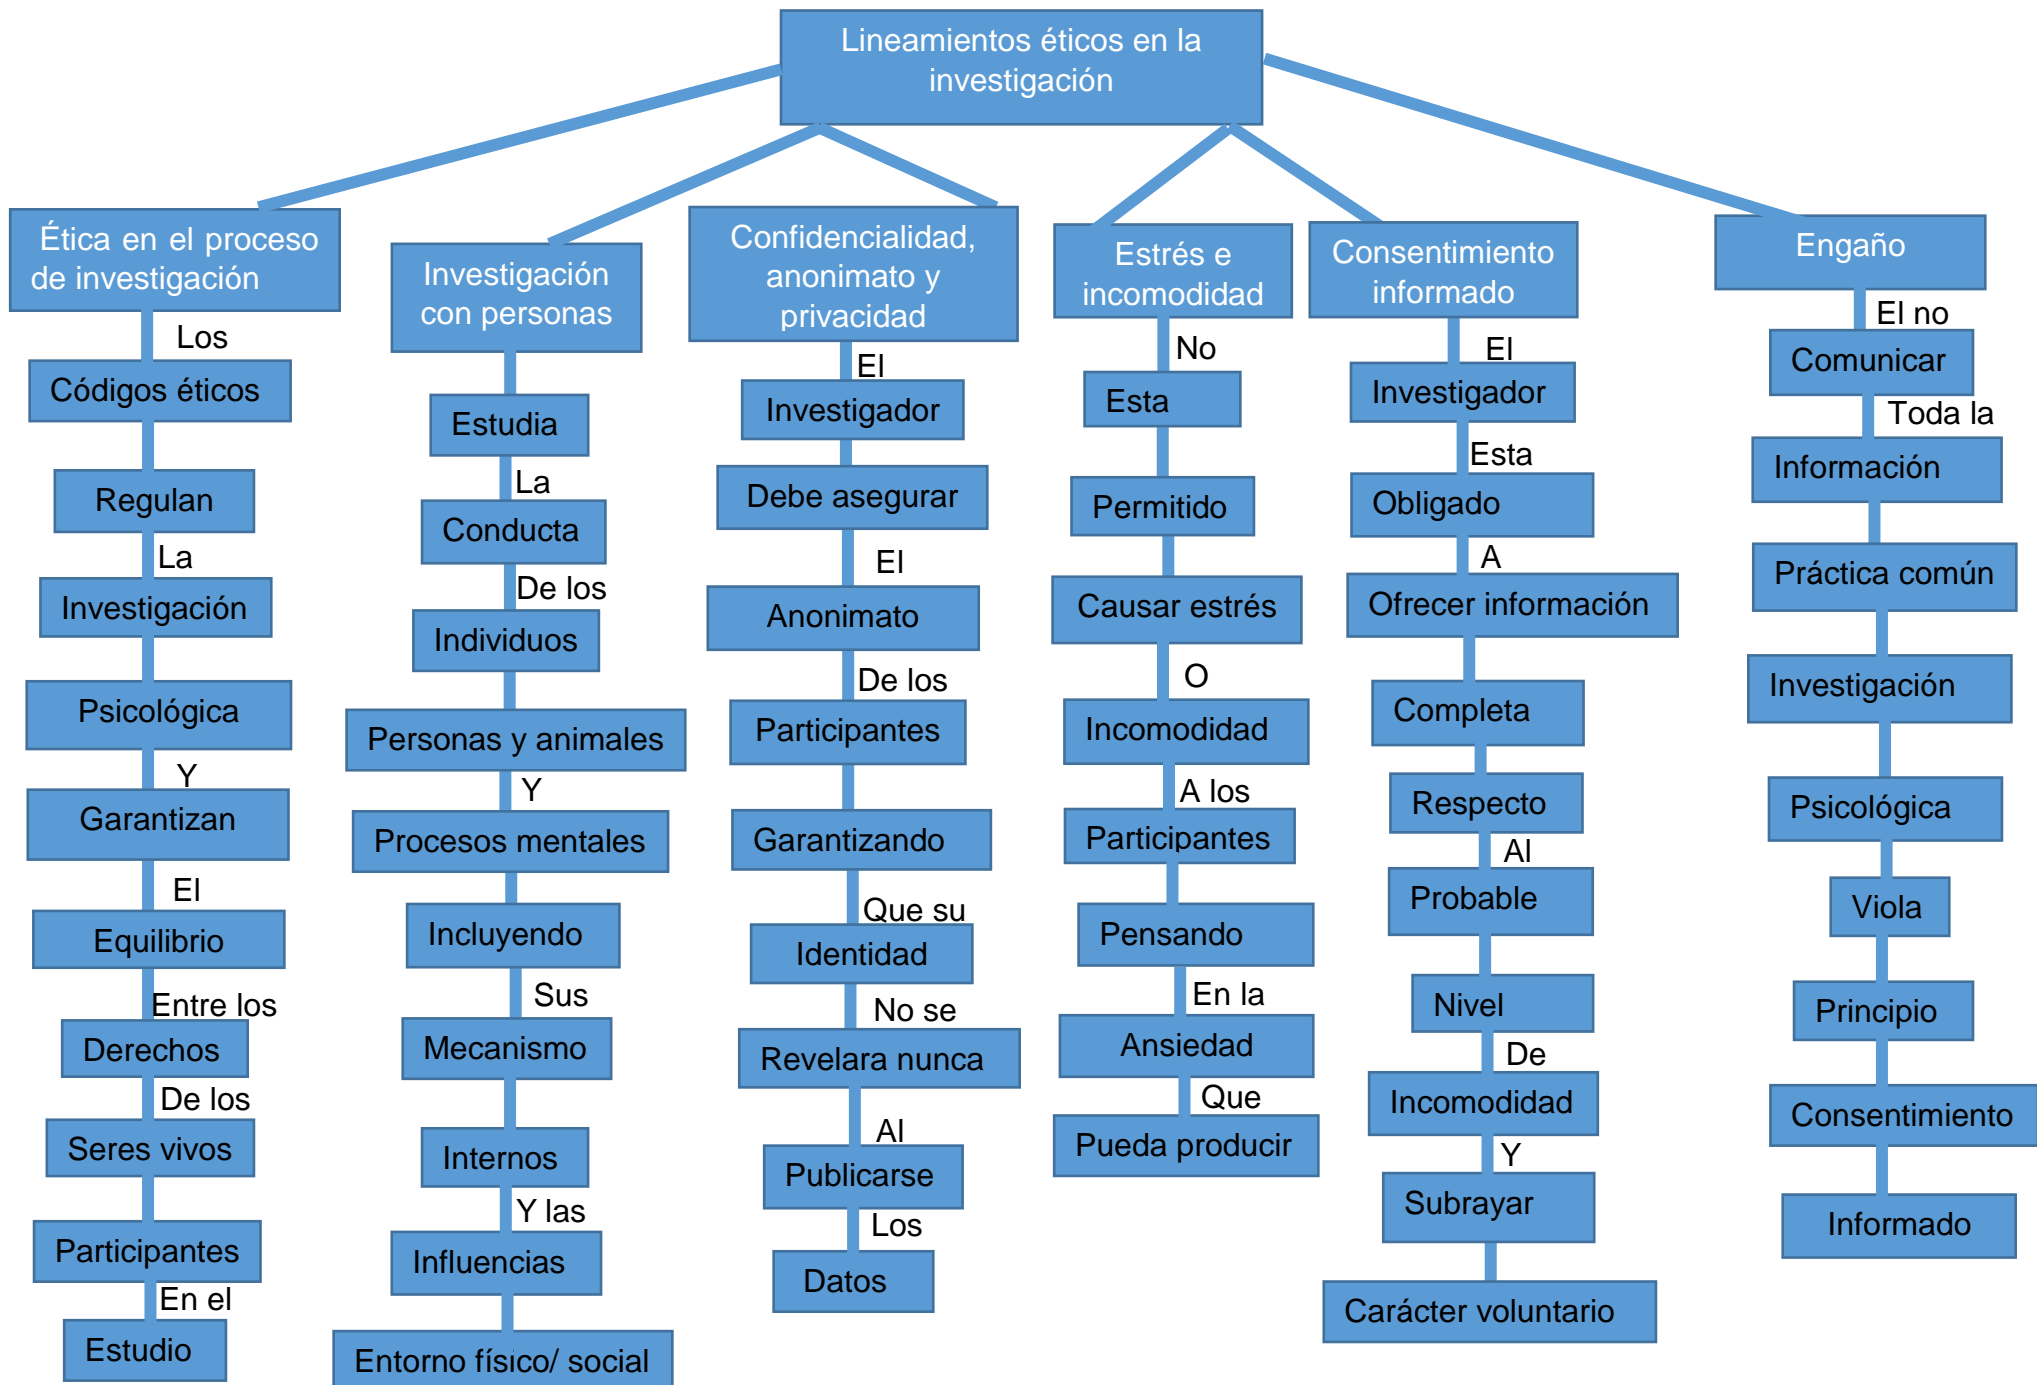 Lineamientos éticos en la
investigación
Ética en el proceso
de investigación
Los
Códigos éticos
Regulan
La
Investigación
Psicológica
Y
Garantizan
El
Equilibrio
Entre los
Derechos
De los
Seres vivos
Participantes
En el
Estudio
Investigación
con personas
Estudia
La
Conducta
De los
Individuos
Personas y animales
Y
Procesos mentales
Incluyendo
Sus
Mecanismo
Internos
Y las
Influencias
Entorno físico/ social
Confidencialidad,
anonimato y
privacidad
El
Investigador
Debe asegurar
El
Anonimato
De los
Participantes
Garantizando
Que su
Identidad
No se
Revelara nunca
Al
Publicarse
Los
Datos
Estrés e
incomodidad
No
Esta
Permitido
Causar estrés
O
Incomodidad
A los
Participantes
Pensando
En la
Ansiedad
Que
Pueda producir
Consentimiento
informado
El
Investigador
Esta
Obligado
A
Ofrecer información
Completa
Respecto
Al
Probable
Nivel
De
Incomodidad
Y
Subrayar
Carácter voluntario
Engaño
El no
Comunicar
Toda la
Información
Práctica común
Investigación
Psicológica
Viola
Principio
Consentimiento
Informado